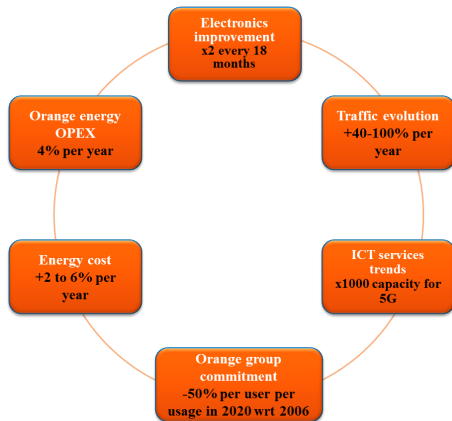 Electronics
improvement
x2 every 18
months
Orange energy
OPEX
4% per year
Traffic evolution
+40-100% per
year
Energy cost
+2 to 6% per
year
ICT services
trends
x1000 capacity for
5G
Orange group
commitment
-50% per user per
usage in 2020 wrt 2006